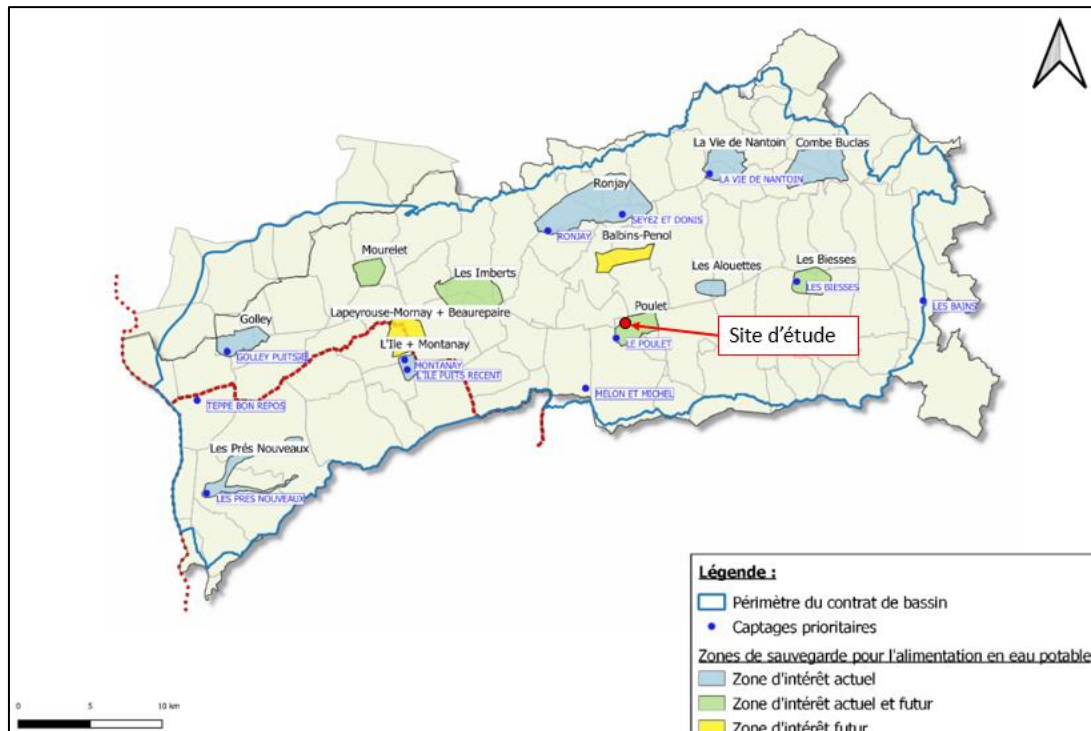 La Vie de Nantoin
Combe Buclas
LA VIE DE NANTOIN
Ronjay
SEYEZ ET DONIS
RONJAY
Balbins-Penol
Mourelet
Les Alouettes
Les Biesses
LES BIESSES
Les Imberts
LES BAINS
Lapeyrouse-Mornay + Beaurepaire
Poulet
Golley
Site d'étude
L'Ile + Montanay
LE POULET
GOLLEY PUITSIE
MONTANAY
L'ILE PUITS RECENT
MELON ET MICHEL
TEPPE BON REPOS
Les Prés Nouveaux
LES PRES NOUVEAUX
Légende :
Périmètre du contrat de bassin
Captages prioritaires
Zones de sauvegarde pour l'alimentation en eau potable
Zone d'intérêt actuel
Zone d'intérêt actuel et futur
Zone d'intérêt futur
0 5 10 km